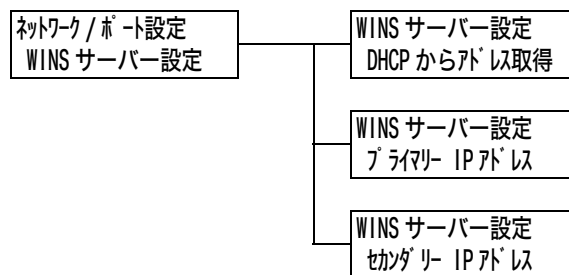 ﾈｯﾄﾜｰｸ / ﾎﾟｰﾄ設定
WINS サーバー設定
WINS サーバー設定
DHCP からｱﾄﾞﾚｽ取得
WINS サーバー設定
ﾌﾟﾗｲﾏﾘｰ IP ｱﾄﾞﾚｽ
WINS サーバー設定
ｾｶﾝﾀﾞﾘｰ IP ｱﾄﾞﾚｽ